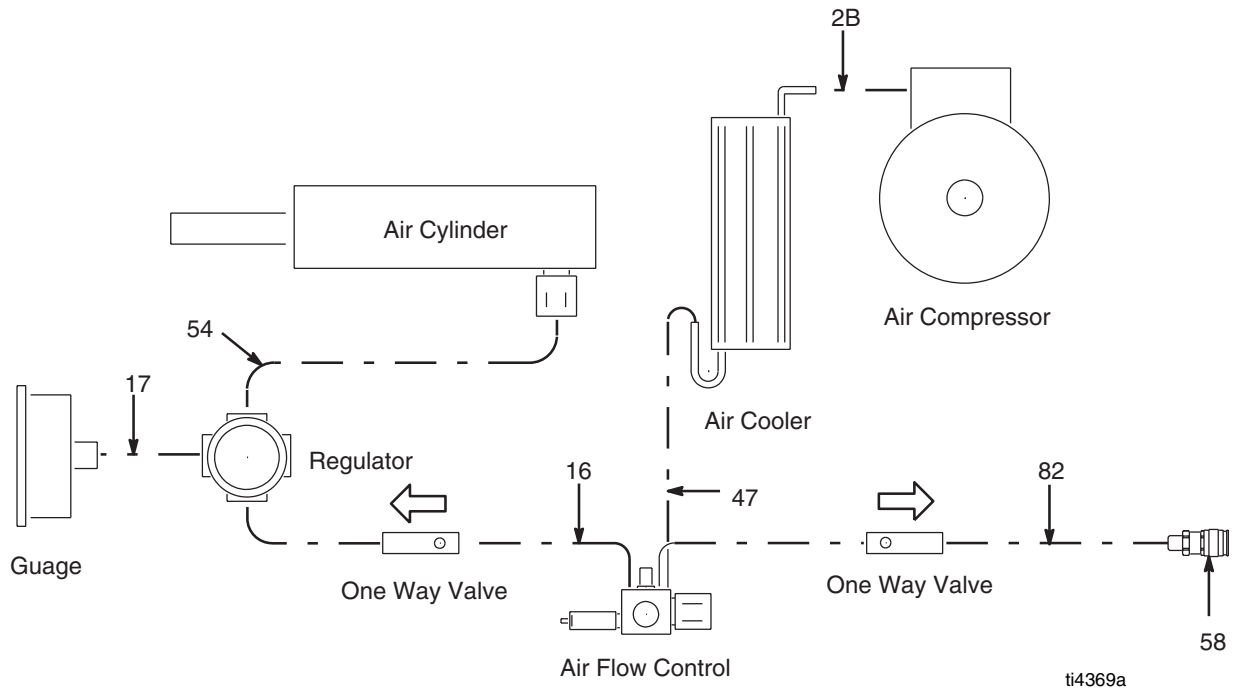 2B
Air Cylinder
Air Compressor
54
17
Air Cooler
Regulator
16
47
82
Guage
One Way Valve
One Way Valve
58
Air Flow Control
ti4369a